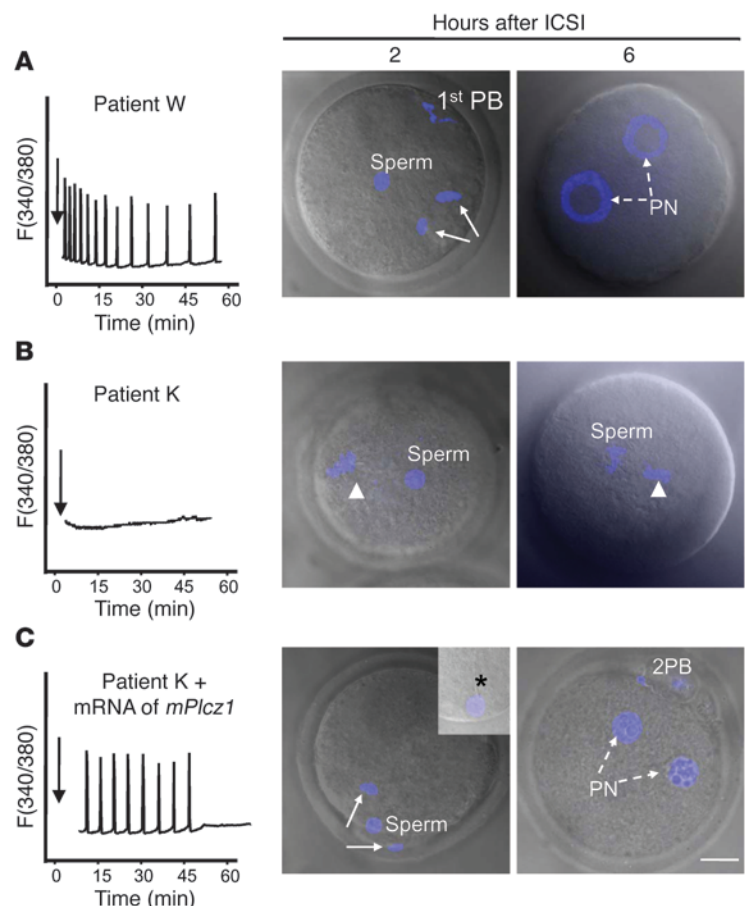 Hours after ICSI
2
6
A
Patient W
F(340/380)
0 15 30 45 60
Time (min)
1st PB
Sperm
PN
B
Patient K
F(340/380)
0 15 30 45 60
Time (min)
Sperm
Sperm
C
Patient K +
mRNA of mPlcz1
F(340/380)
0 15 30 45 60
Time (min)
*
Sperm
2PB
PN